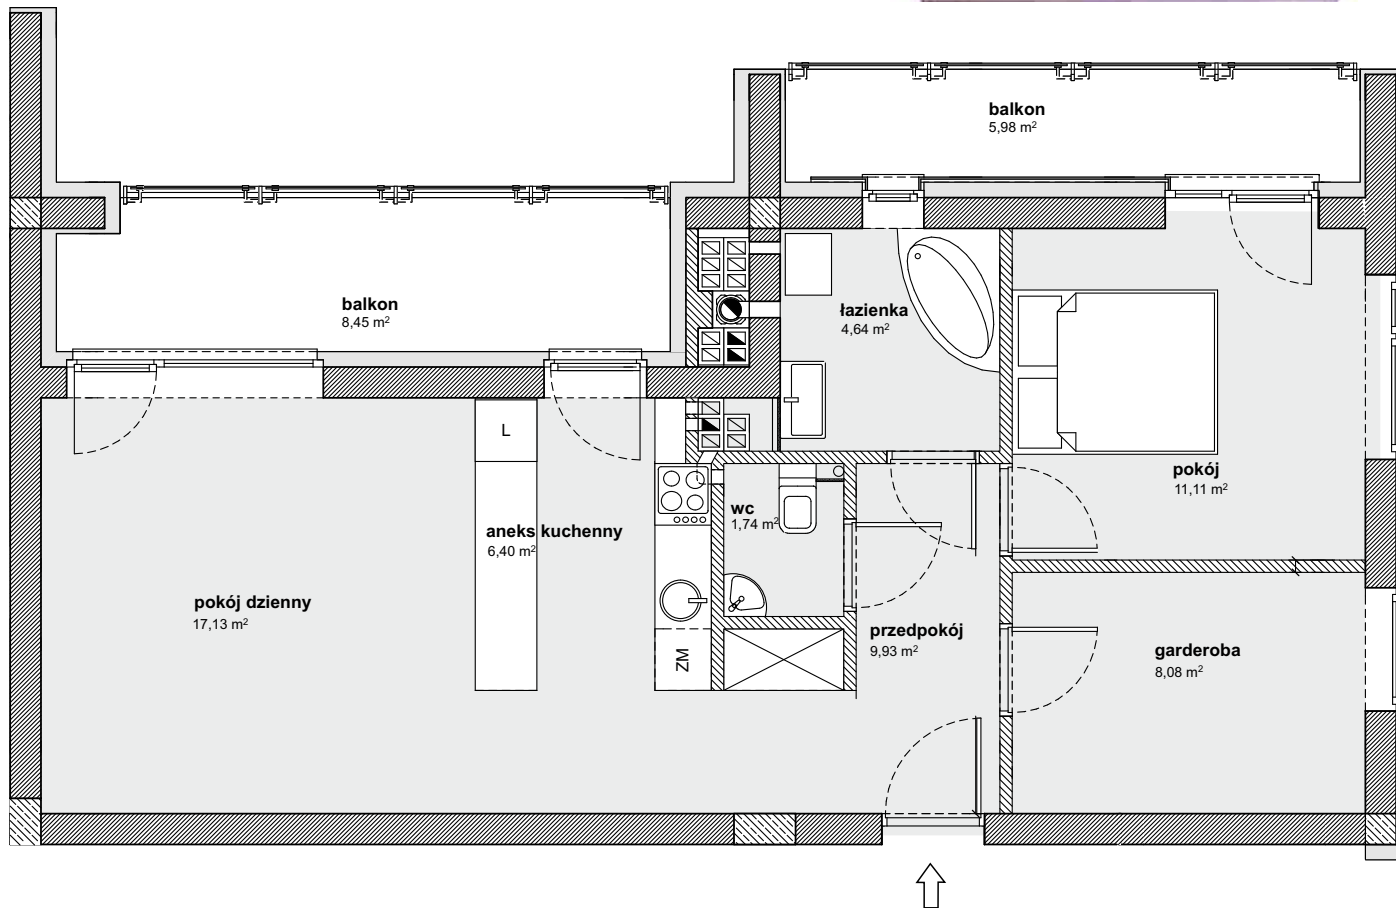 balkon
5,98 m²
balkon
8,45 m²
łazienka
4,64 m²
L
pokój
11,11 m²
wc
1,74 m²
aneks kuchenny
6,40 m²
pokój dzienny
17,13 m²
przedpokój
9,93 m²
ZM
garderoba
8,08 m²